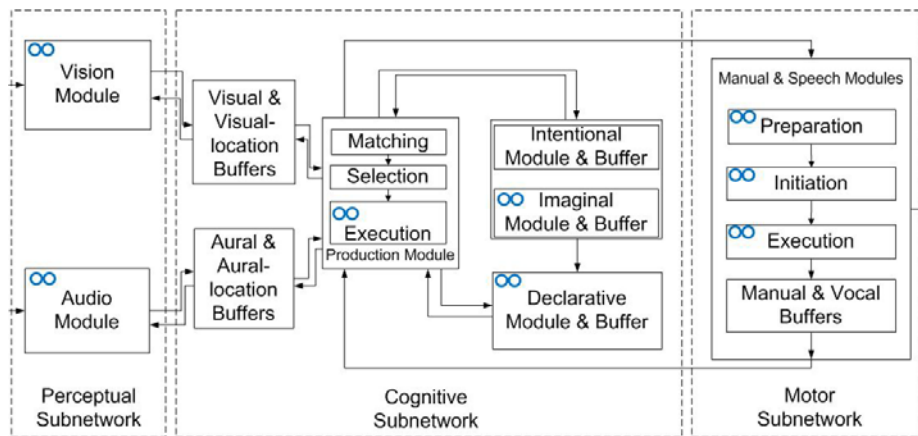 Vision
Module
Audio
Module
Perceptual
Subnetwork
Visual &
Visual-
location
Buffers
Aural &
Aural-
location
Buffers
Matching
Selection
Execution
Production Module
Intentional
Module & Buffer
Imaginal
Module & Buffer
Declarative
Module & Buffer
Cognitive
Subnetwork
Manual & Speech Modules
Preparation
Initiation
Execution
Manual & Vocal
Buffers
Motor
Subnetwork